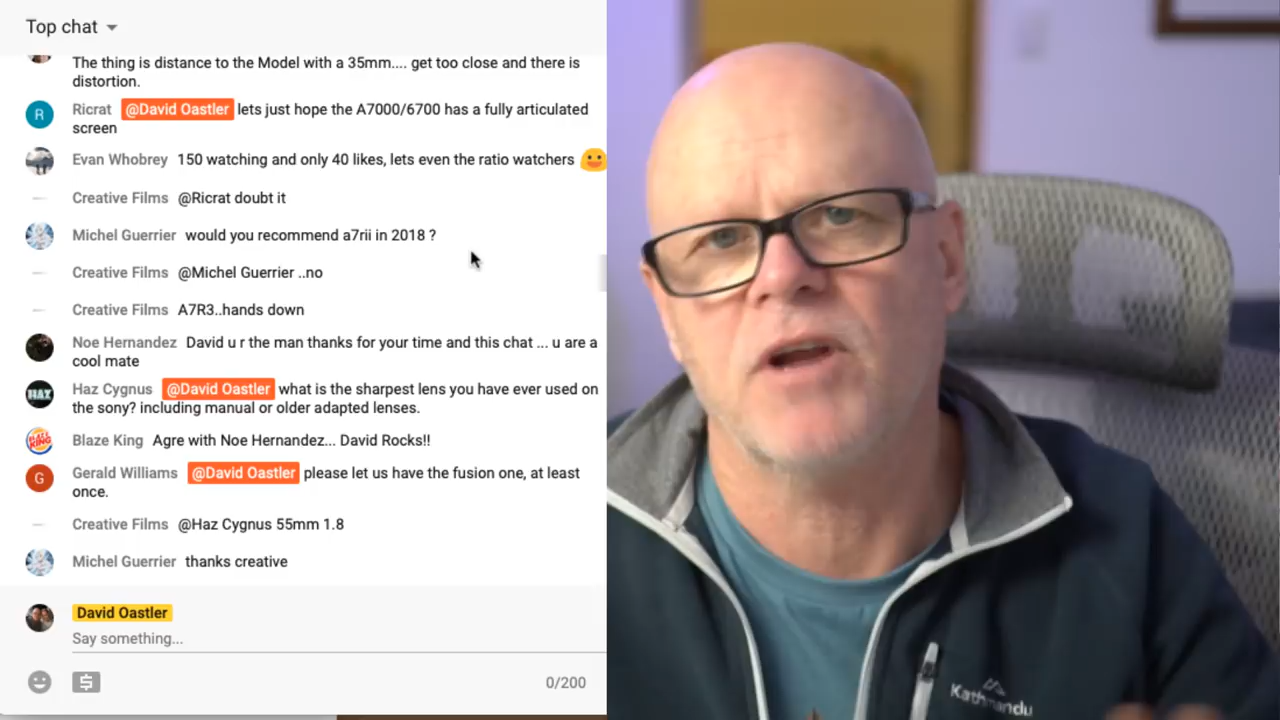 Top chat
The thing is distance to the Model with a 35mm.... get too close and there is
distortion.
R Ricrat @David Oastler lets just hope the A7000/6700 has a fully articulated
screen
Evan Whobrey 150 watching and only 40 likes, lets even the ratio watchers
Creative Films @Ricrat doubt it
Michel Guerrier would you recommend a7rii in 2018 ?
Creative Films @Michel Guerrier ..no
Creative Films A7R3..hands down
Noe Hernandez David u r the man thanks for your time and this chat ... u are a
cool mate
HAZ Haz Cygnus @David Oastler what is the sharpest lens you have ever used on
the sony? including manual or older adapted lenses.
Blaze King Agre with Noe Hernandez... David Rocks!!
G Gerald Williams @David Oastler please let us have the fusion one, at least
once.
Creative Films @Haz Cygnus 55mm 1.8
Michel Guerrier thanks creative
David Oastler
Say something...
$ 0/200
Kathmandu